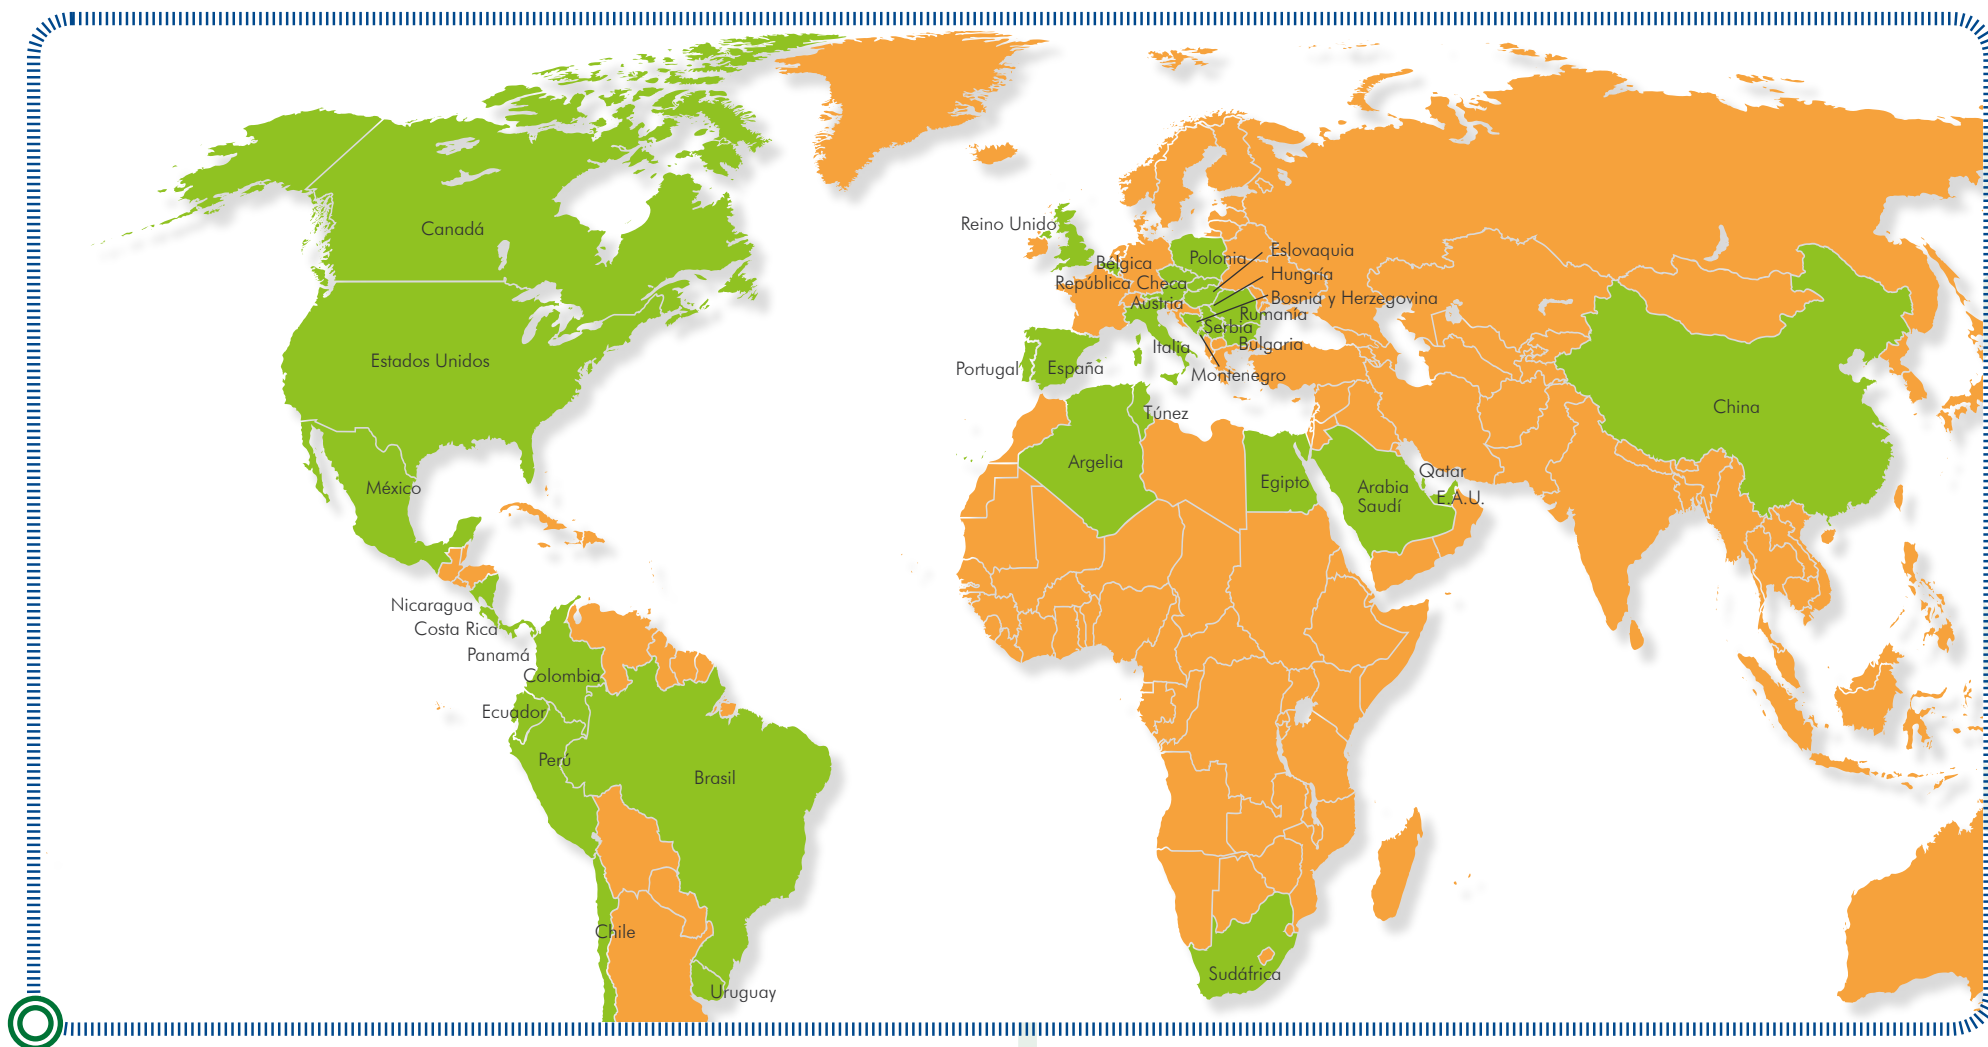 Canadá
Estados Unidos
México
Nicaragua
Costa Rica
Panamá
Colombia
Ecuador
Perú
Brasil
Chile
Uruguay
Reino Unido
Bélgica
Polonia
República Checa
Austria
Eslovaquia
Hungría
Bosnia y Herzegovina
Rumania
Serbia
Bulgaria
Italia
Montenegro
Portugal
España
Túnez
Argelia
Egipto
Arabia
Saudí
Qatar
E.A.U.
China
Sudáfrica